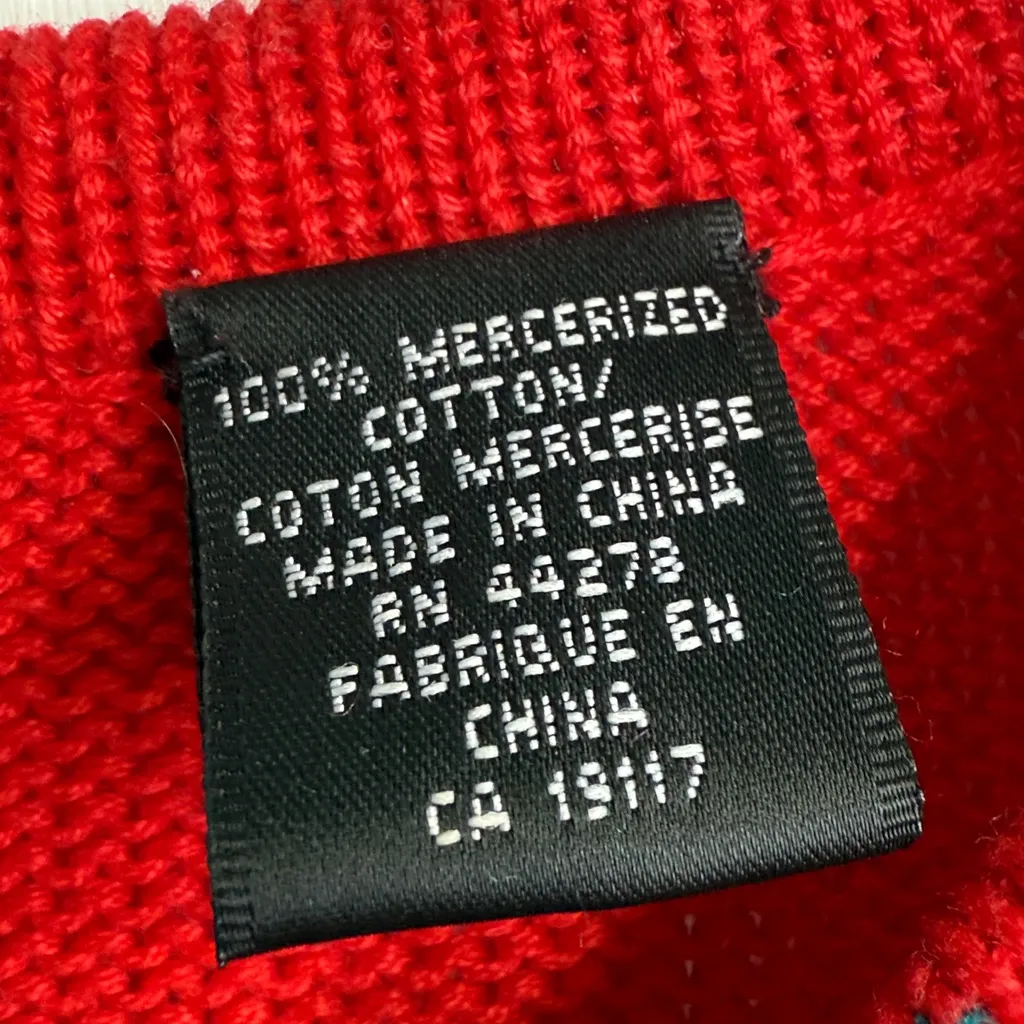 100% MERCERIZED
COTTON/
COTON MERCERISE
MADE IN CHINA
RN 44278
FABRIQUE EN
CHINA
CA 19117